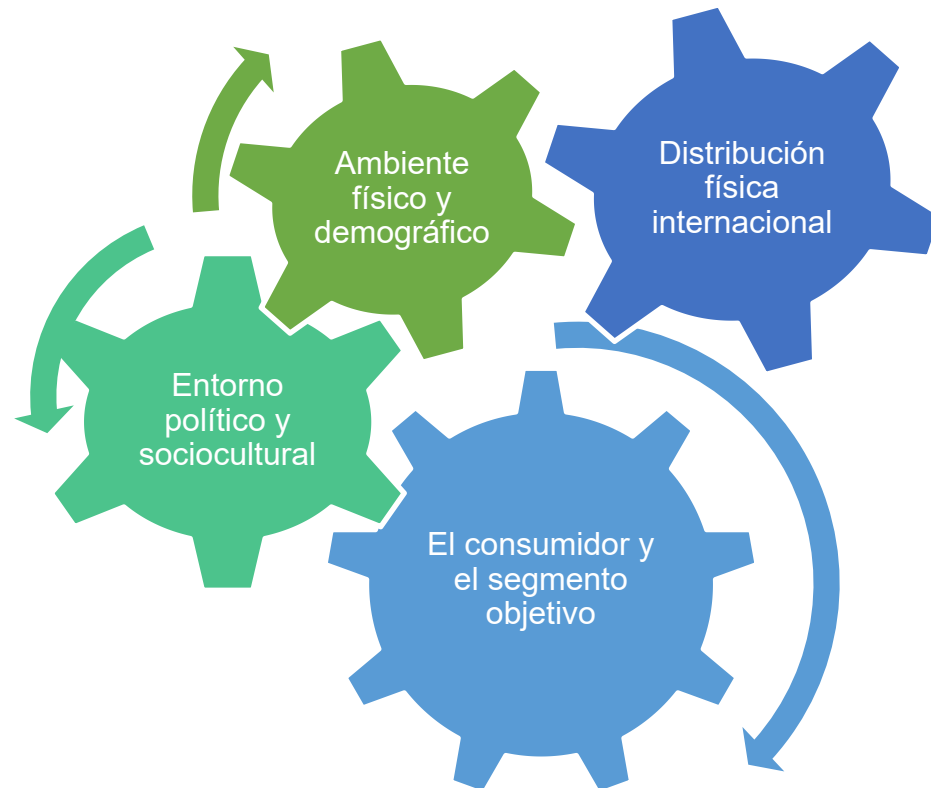 Ambiente
físico y
demográfico
Distribución
física
internacional
Entorno
político y
sociocultural
El consumidor y
el segmento
objetivo